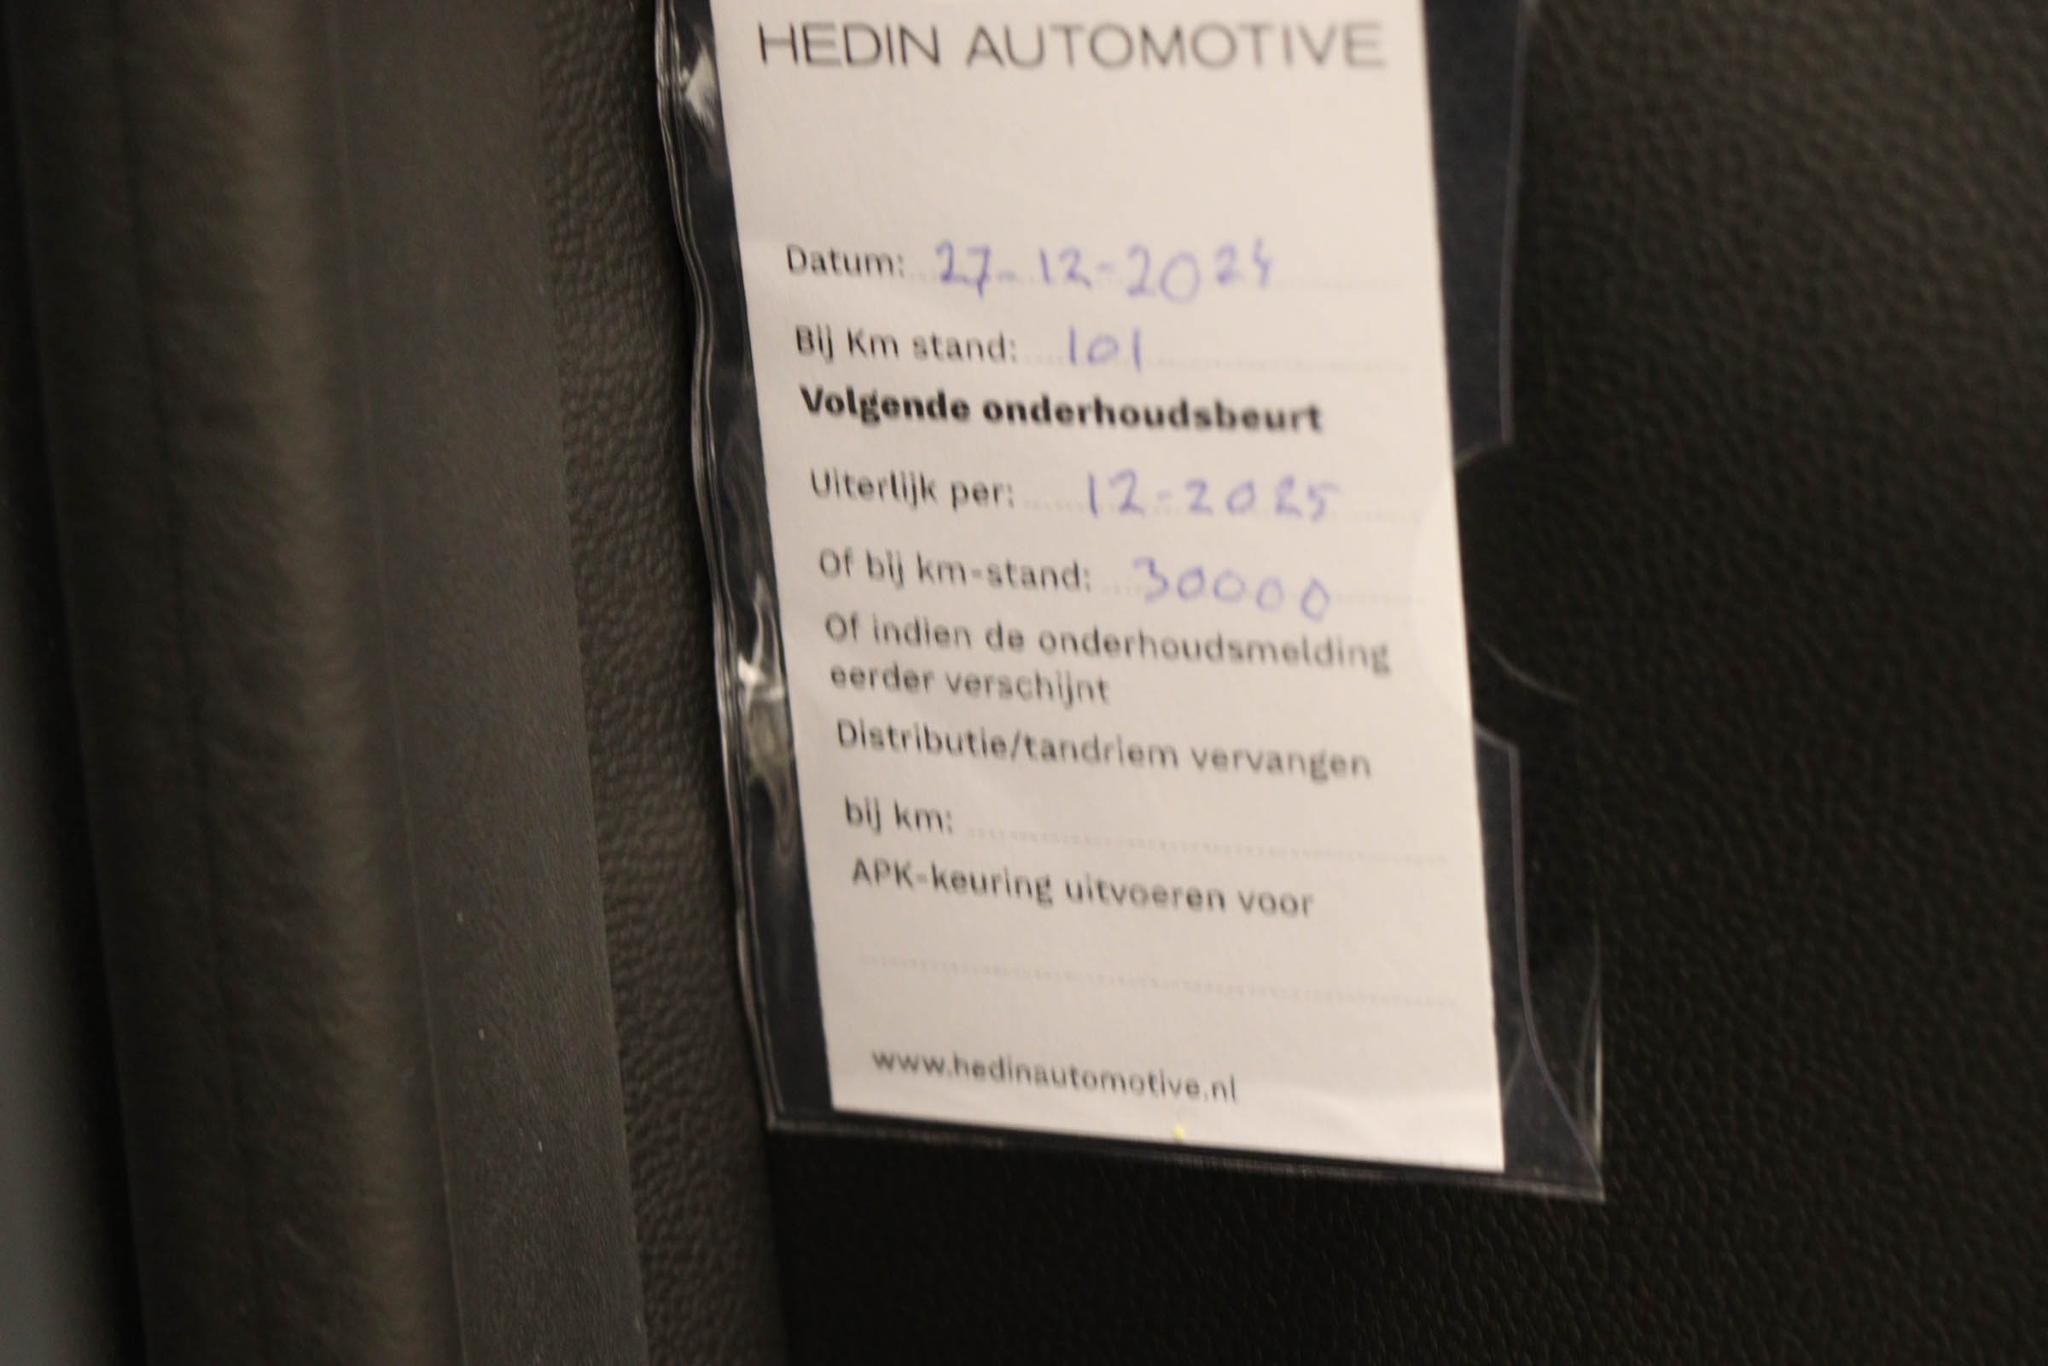 HEDIN AUTOMOTIVE
Datum: 27-12-2024
Bij Km stand: 101
Volgende onderhoudsbeurt
Uiterlijk per: 12-2025
Of bij km-stand: 30000
Of indien de onderhoudsmelding
eerder verschijnt
Distributie/tandriem vervangen
bij km:
APK-keuring uitvoeren voor
www.hedinautomotive.nl